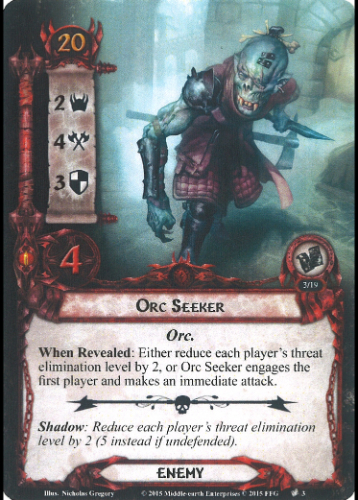 20
2
4
3
4
3/19
Orc Seeker
Orc.
When Revealed: Either reduce each player's threat
elimination level by 2, or Orc Seeker engages the
first player and makes an immediate attack.
Shadow: Reduce each player's threat elimination
level by 2 (5 instead if undefended).
ENEMY
Illus. Nicholas Gregory © 2015 Middle-earth Enterprises © 2015 FFG 3